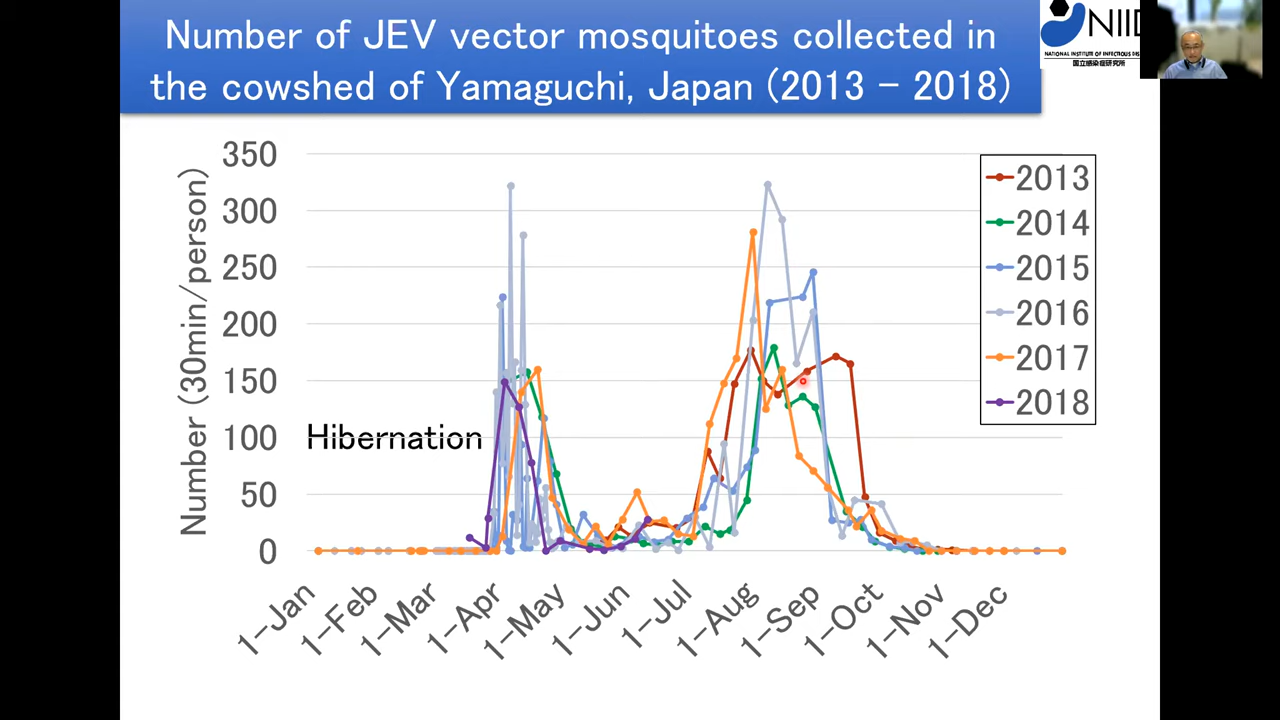 Number of JEV vector mosquitoes collected in
the cowshed of Yamaguchi, Japan (2013 - 2018)
NIID
NATIONAL INSTITUTE OF INFECTIOUS DIS
国立感染症研究所
Number (30min/person)
350
300
250
200
150
100
50
0
Hibernation
2013
2014
2015
2016
2017
2018
1-Jan
1-Feb
1-Mar
1-Apr
1-May
1-Jun
1-Jul
1-Aug
1-Sep
1-Oct
1-Nov
1-Dec